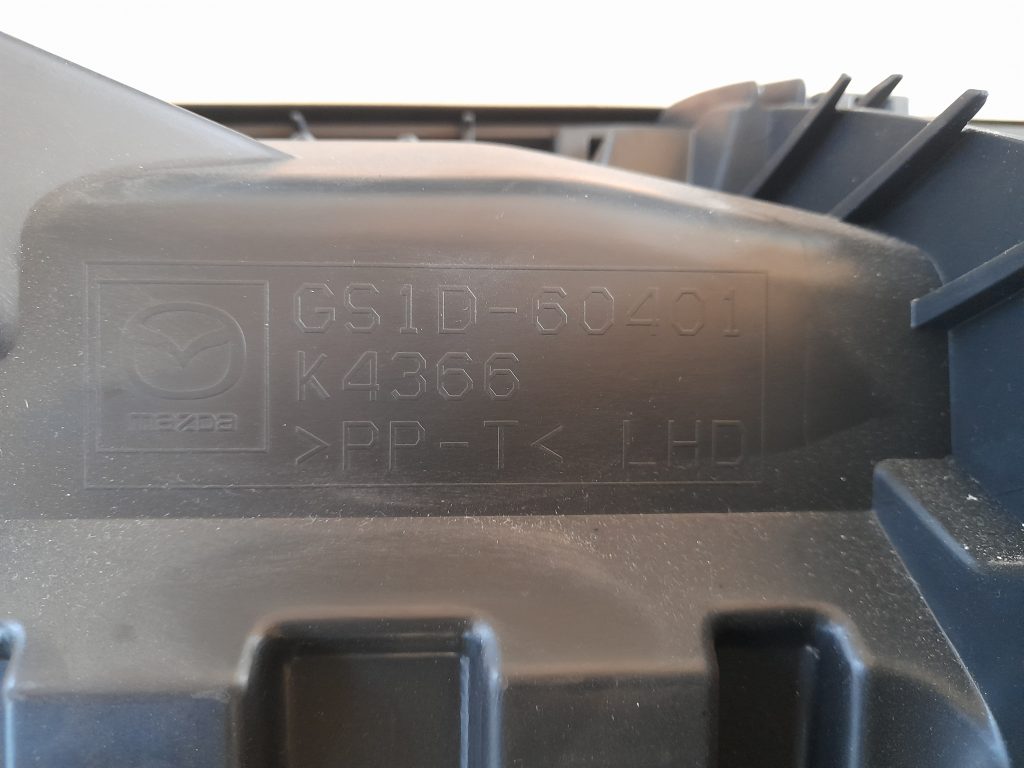 GS1D-60401
K4366
mazda >PP-T< LHD